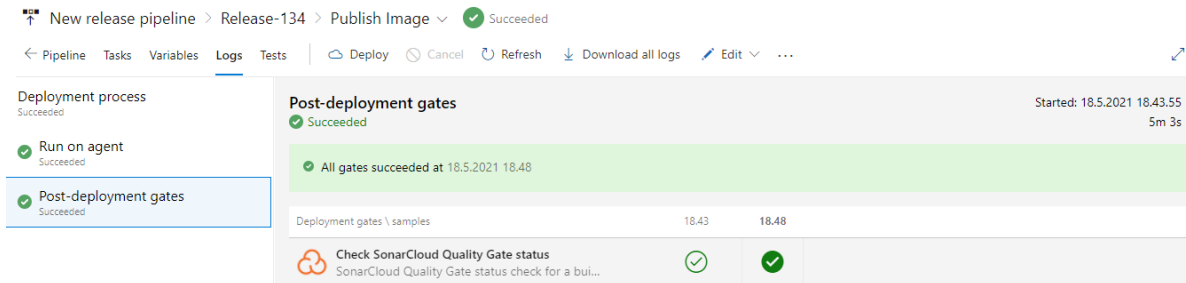 New release pipeline > Release-134 > Publish Image Succeeded
Pipeline Tasks Variables Logs Tests Deploy Cancel Refresh Download all logs Edit ...
Deployment process
Succeeded
Run on agent
Succeeded
Post-deployment gates
Succeeded
Post-deployment gates
Started: 18.5.2021 18.43.55
Succeeded
5m 3s
All gates succeeded at 18.5.2021 18.48
Deployment gates \ samples 18.43 18.48
Check SonarCloud Quality Gate status
SonarCloud Quality Gate status check for a bui...